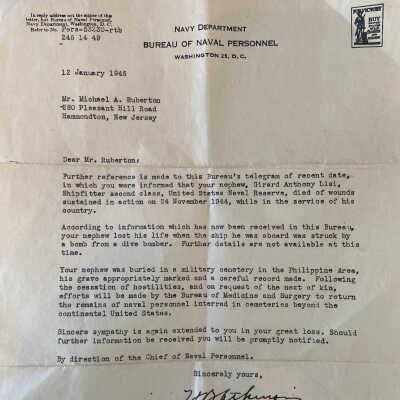 In reply address not the signer of this
letter, but Bureau of Naval Personnel,
Navy Department, Washington 25, D. C.
Refer to No. Pers-53230-rtb
245 14 49
NAVY DEPARTMENT
BUREAU OF NAVAL PERSONNEL
WASHINGTON 25, D. C.
VICTORY
BUY
12 January 1945
Mr. Michael A. Ruberton
Pleasant Hill Road
Hammondton, New Jersey
Dear Mr. Ruberton:
Further reference is made to this Bureau's telegram of recent date,
in which you were informed that your nephew, Girard Anthony Lisi,
Shipfitter second class, United States Naval Reserve, died of wounds
sustained in action on 24 November 1944, while in the service of his
country.
According to information which has now been received in this Bureau,
your nephew lost his life when the ship he was aboard was struck by
a bomb from a dive bomber. Further details are not available at this
time.
Your nephew was buried in a military cemetery in the Philippine Area,
his grave appropriately marked and a careful record made. Following
the cessation of hostilities, and on request of the next of kin,
efforts will be made by the Bureau of Medicine and Surgery to return
the remains of naval personnel interred in cemeteries beyond the
continental United States.
Sincere sympathy is again extended to you in your great loss. Should
further information be received you will be promptly notified.
By direction of the Chief of Naval Personnel.
Sincerely yours,